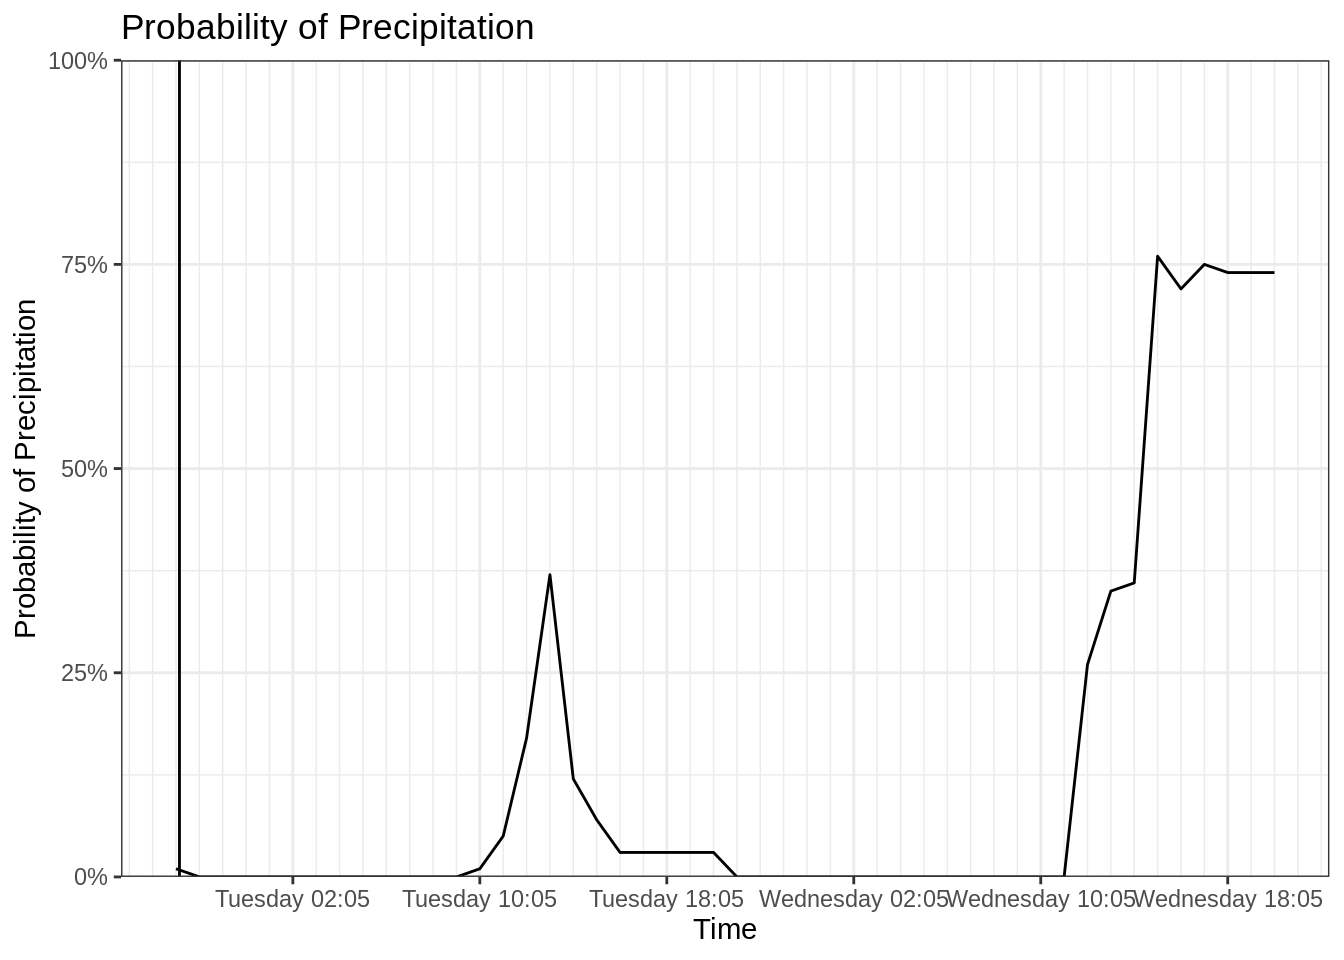 Probability of Precipitation
100%
75%
50%
25%
0%
Probability of Precipitation
Tuesday 02:05
Tuesday 10:05
Tuesday 18:05
Wednesday 02:05
Wednesday 10:05
Wednesday 18:05
Time